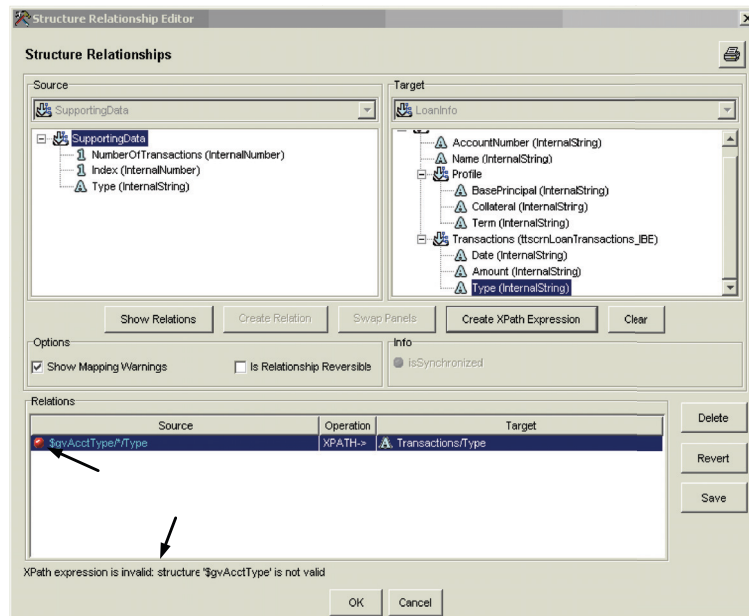 Structure Relationship Editor
Structure Relationships
Source
Target
SupportingData
LoanInfo
SupportingData
NumberOfTransactions (InternalNumber)
Index (InternalNumber)
Type (InternalString)
AccountNumber (InternalString)
Name (InternalString)
Profile
BasePrincipal (InternalString)
Collateral (InternalString)
Term (InternalString)
Transactions (ttscrnLoanTransactions_IBE)
Date (InternalString)
Amount (InternalString)
Type (InternalString)
Show Relations
Create Relation
Swap Panels
Create XPath Expression
Clear
Options
Info
Show Mapping Warnings
Is Relationship Reversible
isSynchronized
Relations
Source Operation Target
$gvAcctType/*/Type XPATH-> Transactions/Type
Delete
Revert
Save
XPath expression is invalid: structure '$gvAcctType' is not valid
OK
Cancel